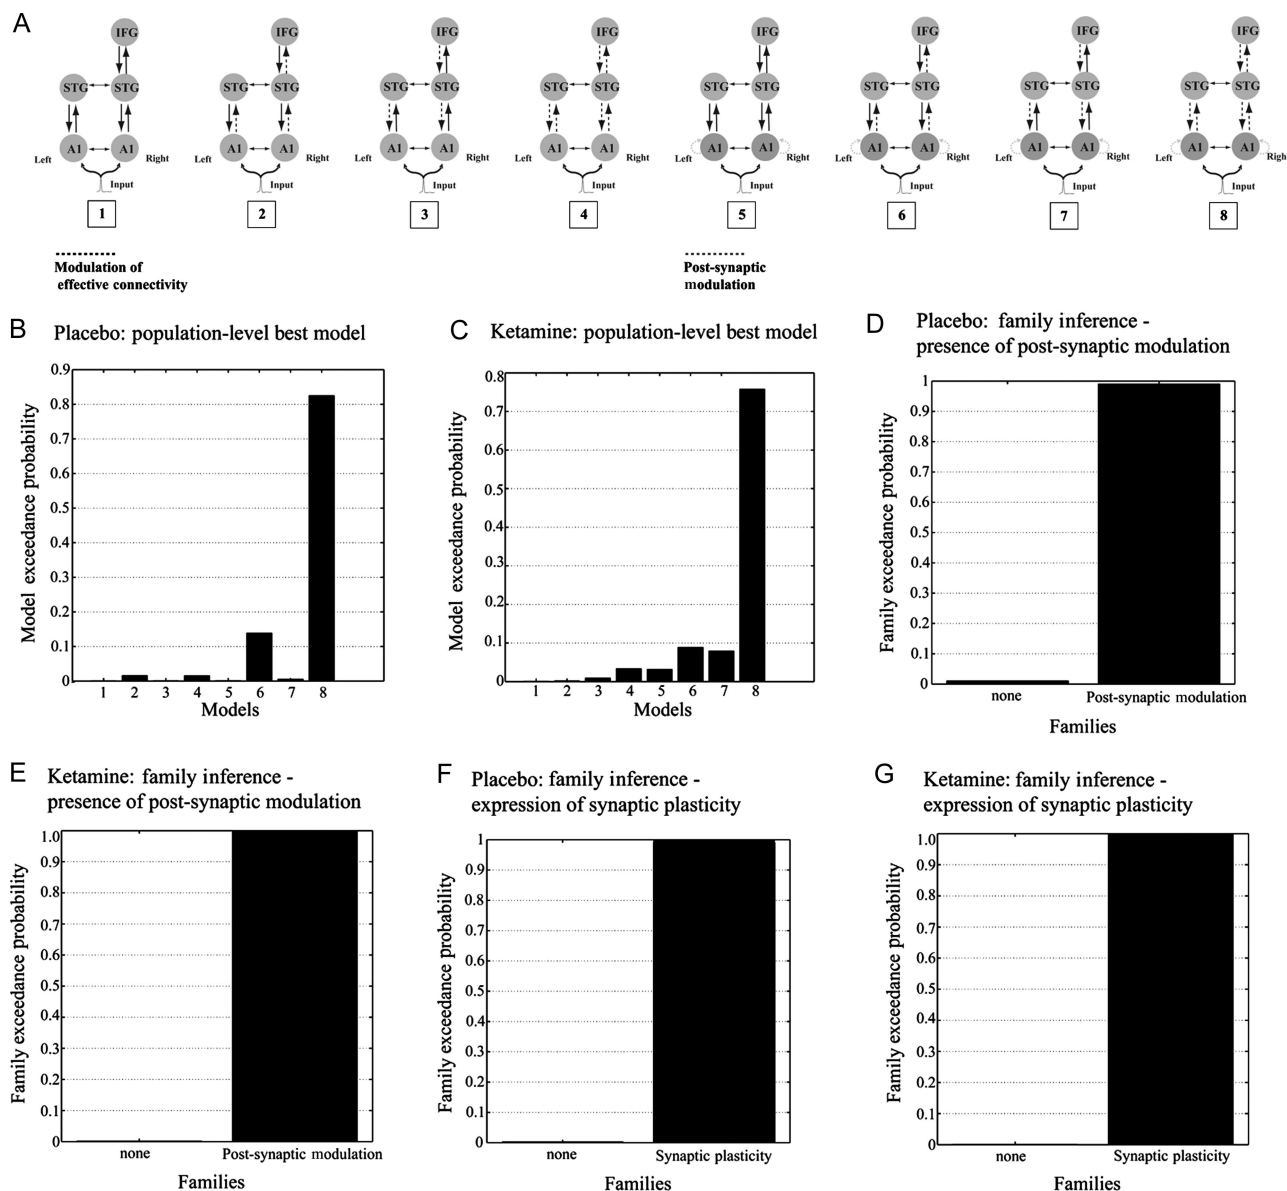 A
IFG IFG IFG IFG IFG IFG IFG IFG
STG STG STG STG STG STG STG STG STG STG STG STG STG STG STG STG
A1 A1 A1 A1 A1 A1 A1 A1 A1 A1 A1 A1 A1 A1 A1 A1
Left Right Left Right Left Right Left Right Left Right Left Right Left Right Left Right
Input Input Input Input Input Input Input Input
1 2 3 4 5 6 7 8
Modulation of
effective connectivity
Post-synaptic
modulation
B
Placebo: population-level best model
0.9
0.8
0.7
0.6
0.5
0.4
0.3
0.2
0.1
0
Model exceedance probability
1 2 3 4 5 6 7 8
Models
C
Ketamine: population-level best model
0.8
0.7
0.6
0.5
0.4
0.3
0.2
0.1
0
Model exceedance probability
1 2 3 4 5 6 7 8
Models
D
Placebo: family inference -
presence of post-synaptic modulation
1
0.9
0.8
0.7
0.6
0.5
0.4
0.3
0.2
0.1
0
Family exceedance probability
none Post-synaptic modulation
Families
E
Ketamine: family inference -
presence of post-synaptic modulation
1.0
0.9
0.8
0.7
0.6
0.5
0.4
0.3
0.2
0.1
0
Family exceedance probability
none Post-synaptic modulation
Families
F
Placebo: family inference -
expression of synaptic plasticity
1
0.9
0.8
0.7
0.6
0.5
0.4
0.3
0.2
0.1
0
Family exceedance probability
none Synaptic plasticity
Families
G
Ketamine: family inference -
expression of synaptic plasticity
1.0
0.9
0.8
0.7
0.6
0.5
0.4
0.3
0.2
0.1
0
Family exceedance probability
none Synaptic plasticity
Families